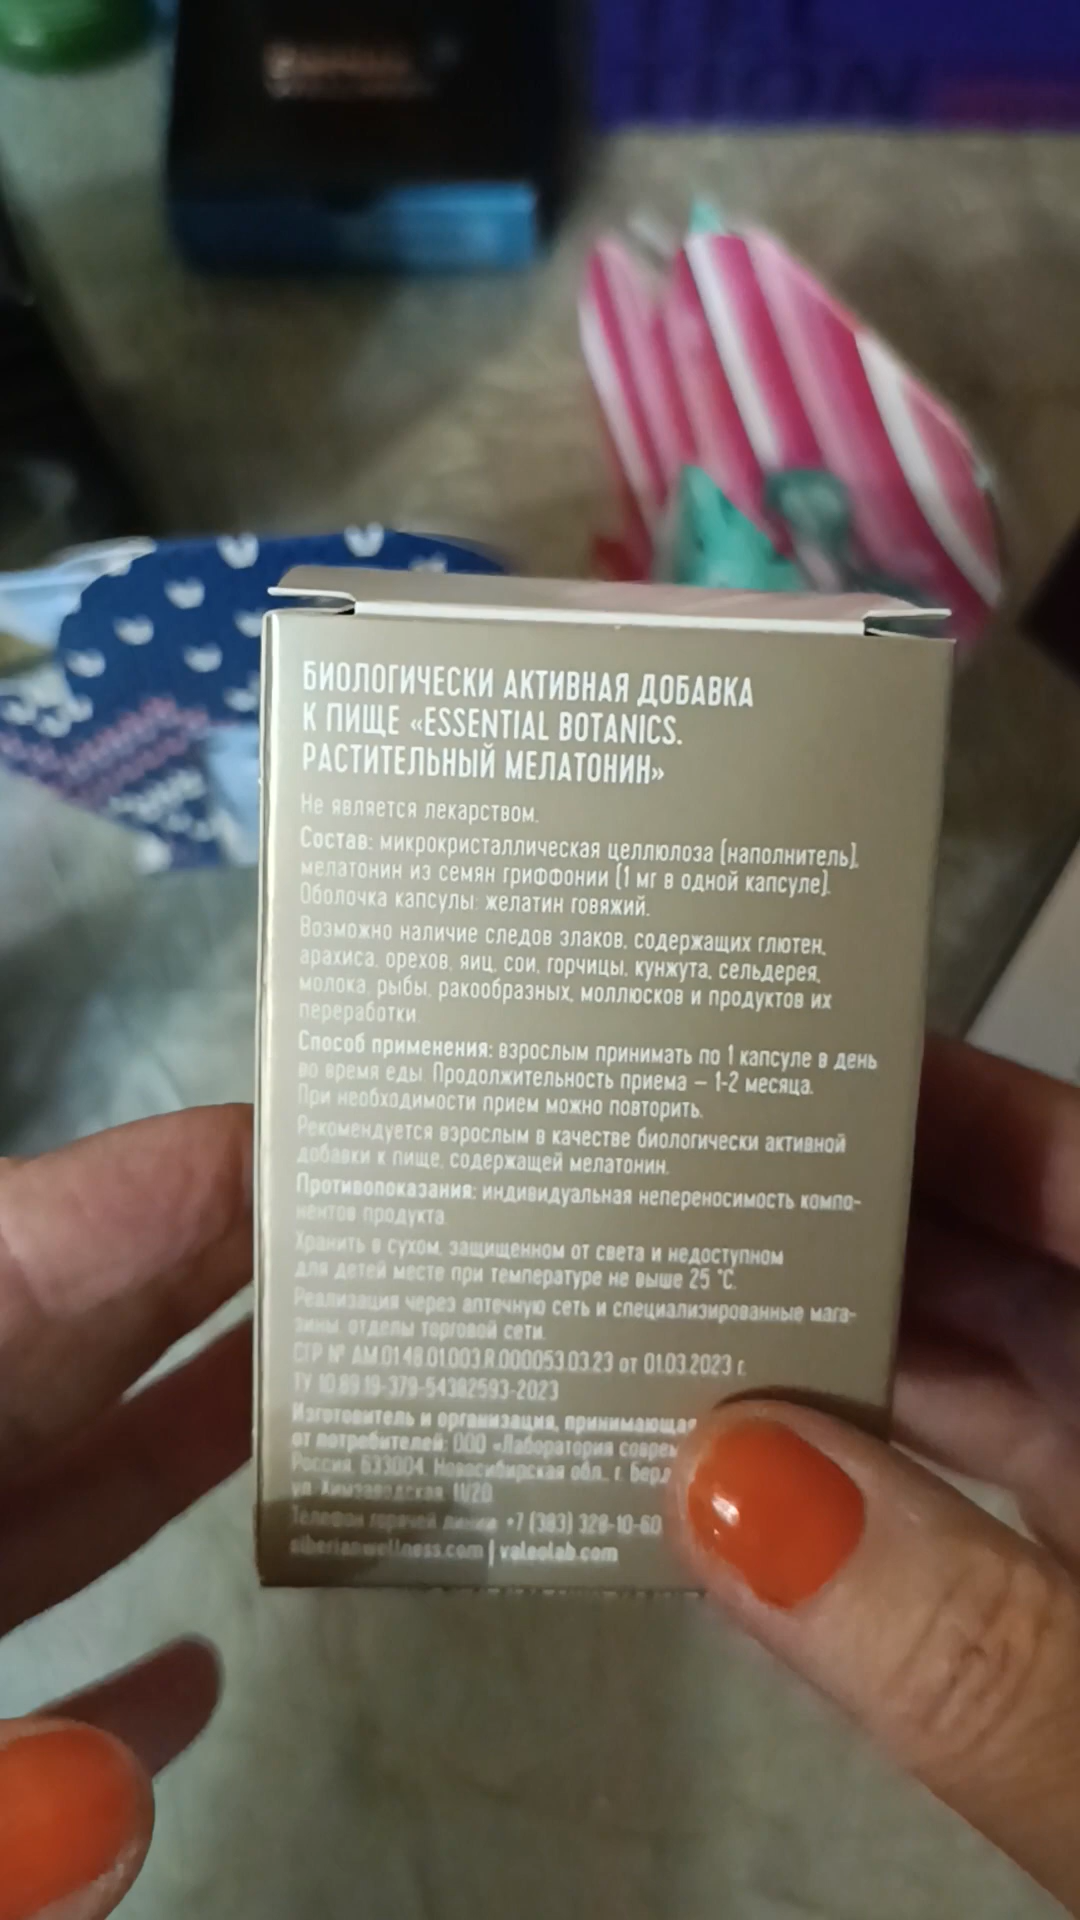 БИОЛОГИЧЕСКИ АКТИВНАЯ ДОБАВКА
К ПИЩЕ «ESSENTIAL BOTANICS.
РАСТИТЕЛЬНЫЙ МЕЛАТОНИН»
Не является лекарством.
Состав: микрокристаллическая целлюлоза (наполнитель),
мелатонин из семян гриффонии (1 мг в одной капсуле).
Оболочка капсулы: желатин говяжий.
Возможно наличие следов злаков, содержащих глютен,
арахиса, орехов, яиц, сои, горчицы, кунжута, сельдерея,
молока, рыбы, ракообразных, моллюсков и продуктов их
переработки.
Способ применения: взрослым принимать по 1 капсуле в день
во время еды. Продолжительность приема – 1-2 месяца.
При необходимости прием можно повторить.
Рекомендуется взрослым в качестве биологически активной
добавки к пище, содержащей мелатонин.
Противопоказания: индивидуальная непереносимость компо-
нентов продукта.
Хранить в сухом, защищенном от света и недоступном
для детей месте при температуре не выше 25 °С.
Реализация через аптечную сеть и специализированные мага-
зины, отделы торговой сети.
СГР № AM.01.48.01.003.R.000053.03.23 от 01.03.2023 г.
ТУ 10.89.19-379-54382593-2023
Изготовитель и организация, принимающая
от потребителей: ООО «Лаборатория соврем
Россия, 633004, Новосибирская обл., г. Берд
ул. Химзаводская, 11/20
Телефон горячей линии: +7 (383) 328-10-60
siberianwellness.com | valeolab.com